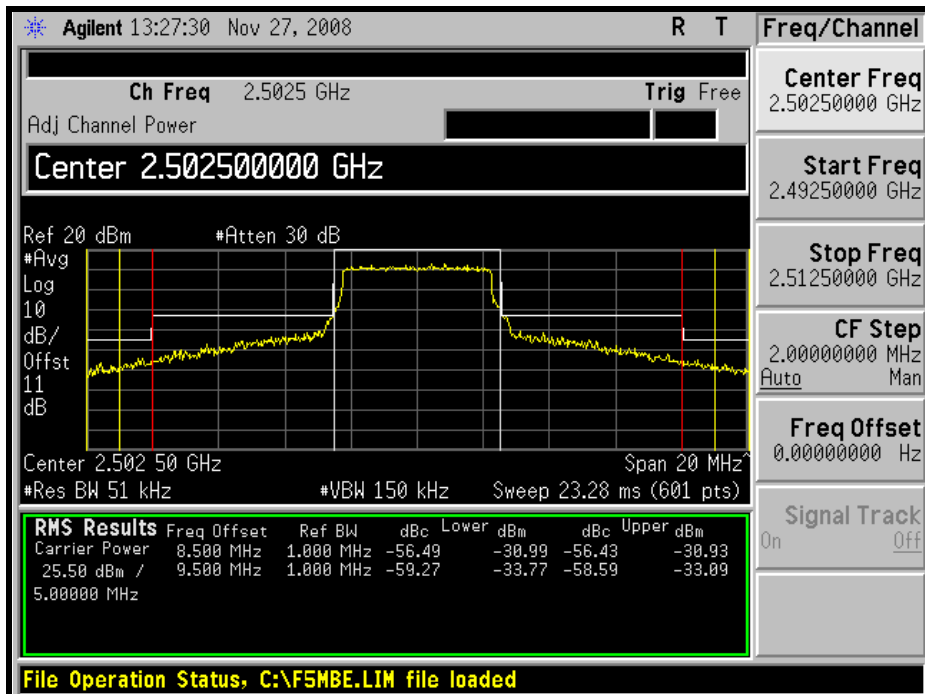 Agilent 13:27:30 Nov 27, 2008 R T
Freq/Channel
Ch Freq 2.5025 GHz Trig Free
Adj Channel Power
Center 2.502500000 GHz
Ref 20 dBm #Atten 30 dB
#Avg
Log
10
dB/
Offst
11
dB
Center 2.502 50 GHz Span 20 MHz^
#Res BW 51 kHz #VBW 150 kHz Sweep 23.28 ms (601 pts)
RMS Results Freq Offset Ref BW dBc Lower dBm dBc Upper dBm
Carrier Power 8.500 MHz 1.000 MHz -56.49 -30.99 -56.43 -30.93
25.50 dBm / 9.500 MHz 1.000 MHz -59.27 -33.77 -58.59 -33.09
5.00000 MHz
Center Freq
2.50250000 GHz
Start Freq
2.49250000 GHz
Stop Freq
2.51250000 GHz
CF Step
2.00000000 MHz
Auto Man
Freq Offset
0.00000000 Hz
Signal Track
On Off
File Operation Status, C:\F5MBE.LIM file loaded